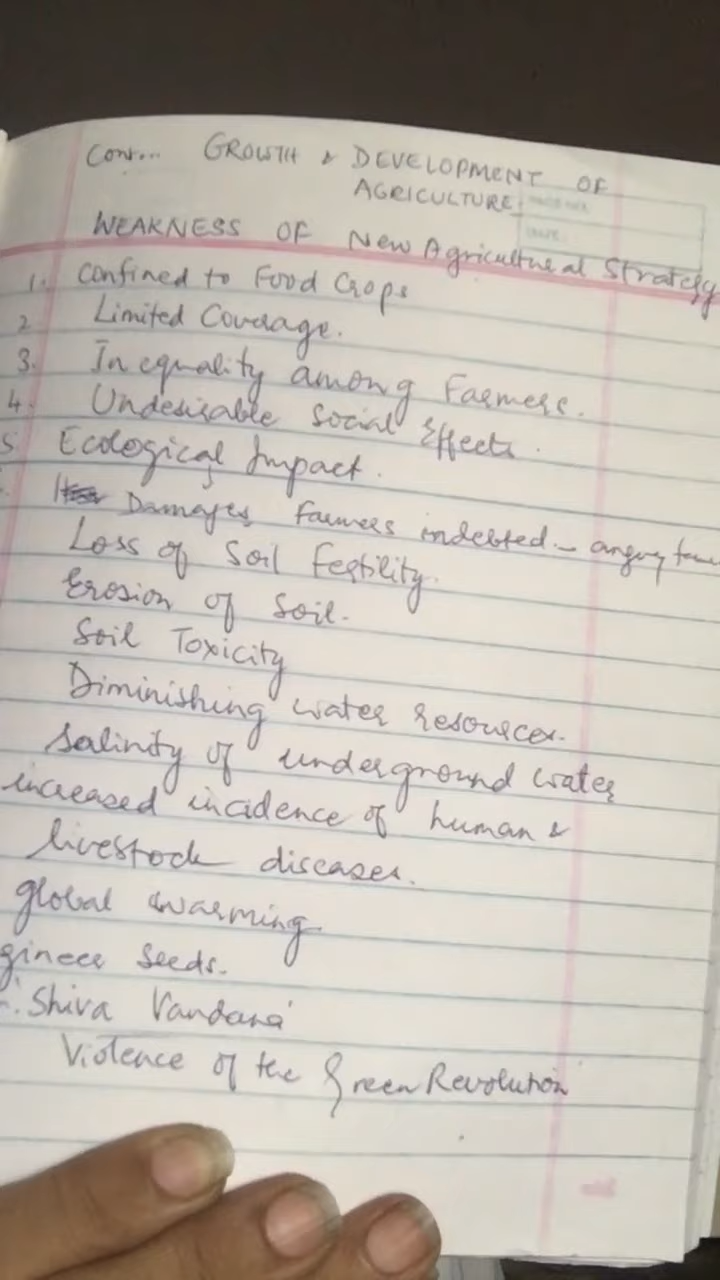 Cont... GROWTH & DEVELOPMENT OF
AGRICULTURE
WEAKNESS OF New Agricultural Strategy
1. Confined to Food Crops
2 Limited Coverage.
3. Inequality among Farmers.
4. Undesirable Social Effects.
5 Ecological Impact.
Damages farmers indebted - angry
Loss of Soil Fertility.
Erosion of Soil.
Soil Toxicity
Diminishing water resources.
Salinity of underground water
increased incidence of human &
livestock diseases.
global warming.
gineer seeds.
Shiva Vandana
Violence of the Green Revolution